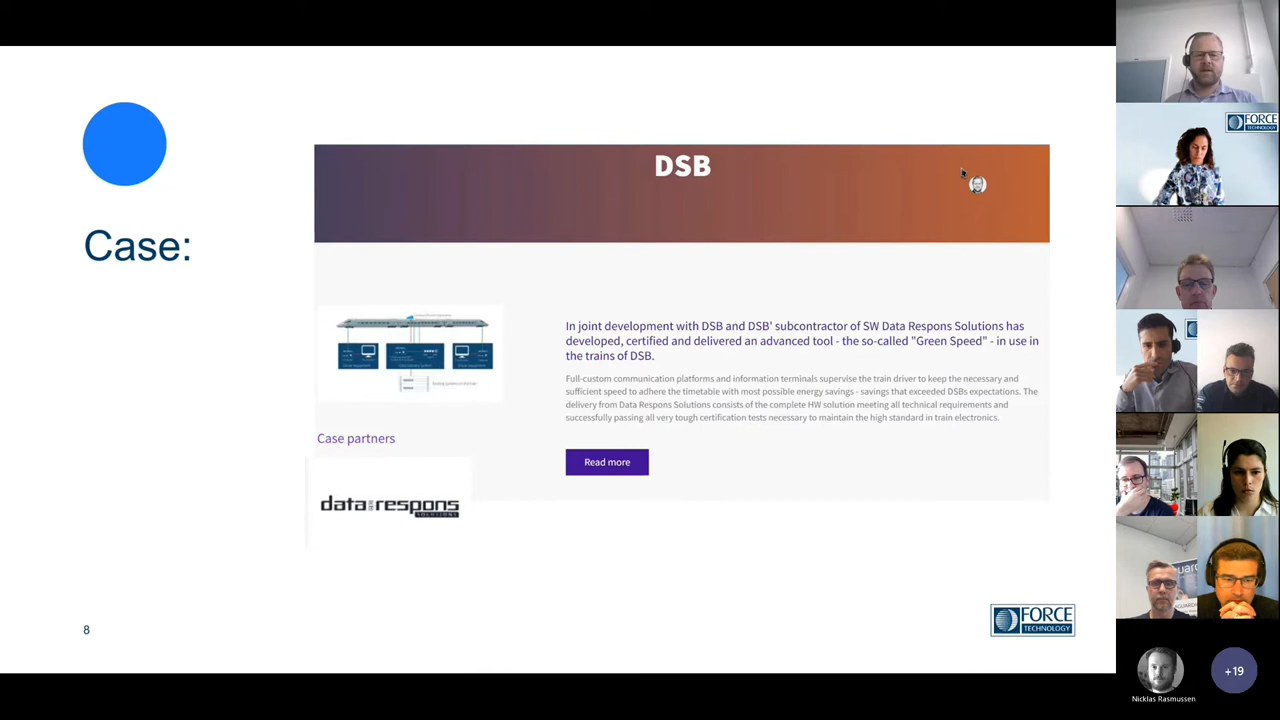 Case:
DSB
In joint development with DSB and DSB' subcontractor of SW Data Respons Solutions has
developed, certified and delivered an advanced tool - the so-called "Green Speed" - in use in
the trains of DSB.
Full-custom communication platforms and information terminals supervise the train driver to keep the necessary and
sufficient speed to adhere the timetable with most possible energy savings - savings that exceeded DSBs expectations. The
delivery from Data Respons Solutions consists of the complete HW solution meeting all technical requirements and
successfully passing all very tough certification tests necessary to maintain the high standard in train electronics.
Read more
Case partners
data respons
SOLUTIONS
8
FORCE
TECHNOLOGY
FORCE
TECHNOLOGY
+19
Nicklas Rasmussen